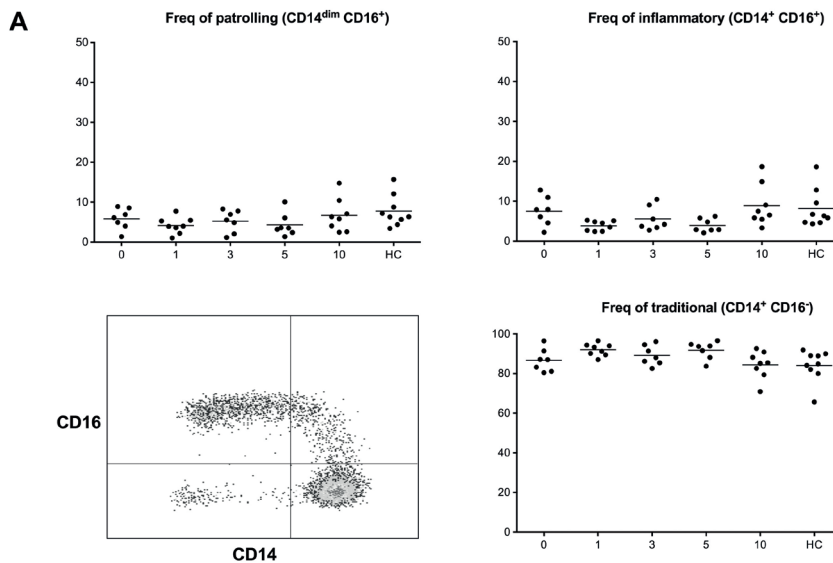 A
Freq of patrolling (CD14ᵈⁱᵐ CD16⁺)
50
40
30
20
10
0
0 1 3 5 10 HC
Freq of inflammatory (CD14⁺ CD16⁺)
50
40
30
20
10
0
0 1 3 5 10 HC
CD16
CD14
Freq of traditional (CD14⁺ CD16⁻)
100
80
60
40
20
0
0 1 3 5 10 HC